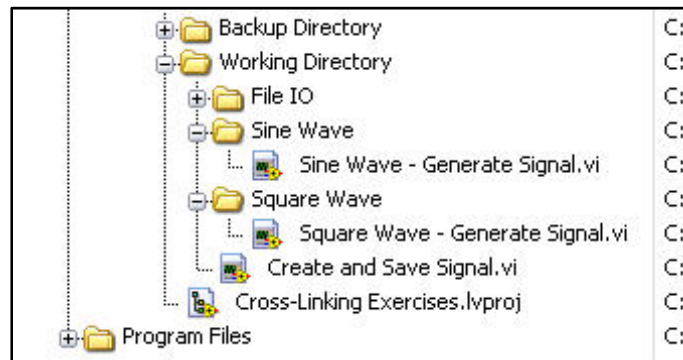 Backup Directory C:
Working Directory C:
File IO C:
Sine Wave C:
Sine Wave - Generate Signal.vi C:
Square Wave C:
Square Wave - Generate Signal.vi C:
Create and Save Signal.vi C:
Cross-Linking Exercises.lvproj C:
Program Files C: